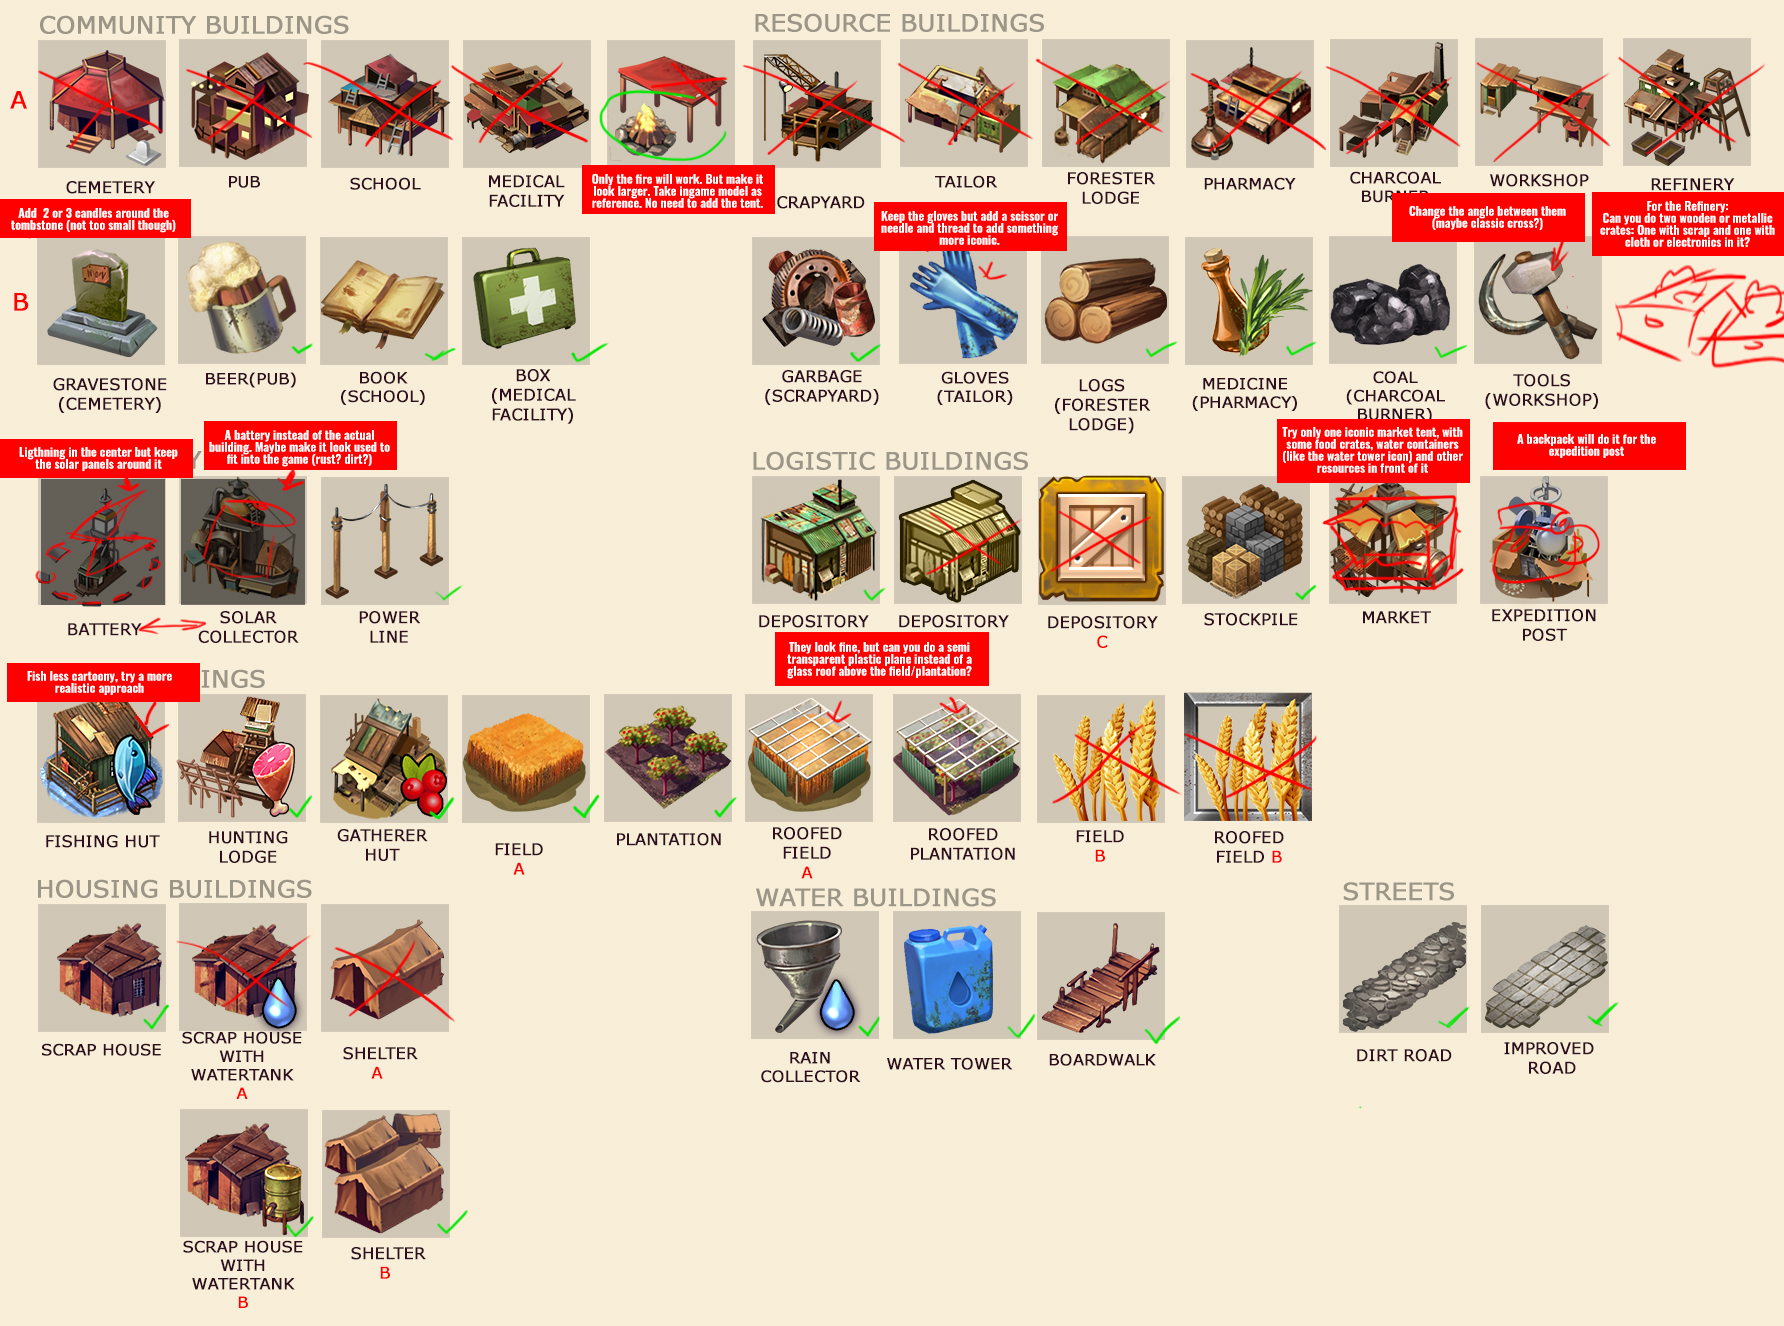 COMMUNITY BUILDINGS
RESOURCE BUILDINGS
A
CEMETERY
PUB
SCHOOL
MEDICAL
FACILITY
Only the fire will work. But make it
look larger. Take ingame model as
reference. No need to add the tent.
CRAPYARD
TAILOR
FORESTER
LODGE
PHARMACY
CHARCOAL
BURNER
WORKSHOP
REFINERY
Add 2 or 3 candles around the
tombstone (not too small though)
Keep the gloves but add a scissor or
needle and thread to add something
more iconic.
Change the angle between them
(maybe classic cross?)
For the Refinery:
Can you do two wooden or metallic
crates: One with scrap and one with
cloth or electronics in it?
B
GRAVESTONE
(CEMETERY)
BEER(PUB)
BOOK
(SCHOOL)
BOX
(MEDICAL
FACILITY)
GARBAGE
(SCRAPYARD)
GLOVES
(TAILOR)
LOGS
(FORESTER
LODGE)
MEDICINE
(PHARMACY)
COAL
(CHARCOAL
BURNER)
TOOLS
(WORKSHOP)
Ligthning in the center but keep
the solar panels around it
Y
A battery instead of the actual
building. Maybe make it look used to
fit into the game (rust? dirt?)
LOGISTIC BUILDINGS
Try only one iconic market tent, with
some food crates, water containers
(like the water tower icon) and other
resources in front of it
A backpack will do it for the
expedition post
BATTERY
SOLAR
COLLECTOR
POWER
LINE
DEPOSITORY
DEPOSITORY
DEPOSITORY
C
STOCKPILE
MARKET
EXPEDITION
POST
They look fine, but can you do a semi
transparent plastic plane instead of a
glass roof above the field/plantation?
Fish less cartoony, try a more
realistic approach
INGS
FISHING HUT
HUNTING
LODGE
GATHERER
HUT
FIELD
A
PLANTATION
ROOFED
FIELD
A
ROOFED
PLANTATION
FIELD
B
ROOFED
FIELD B
HOUSING BUILDINGS
WATER BUILDINGS
STREETS
SCRAP HOUSE
SCRAP HOUSE
WITH
WATERTANK
A
SHELTER
A
RAIN
COLLECTOR
WATER TOWER
BOARDWALK
DIRT ROAD
IMPROVED
ROAD
SCRAP HOUSE
WITH
WATERTANK
B
SHELTER
B